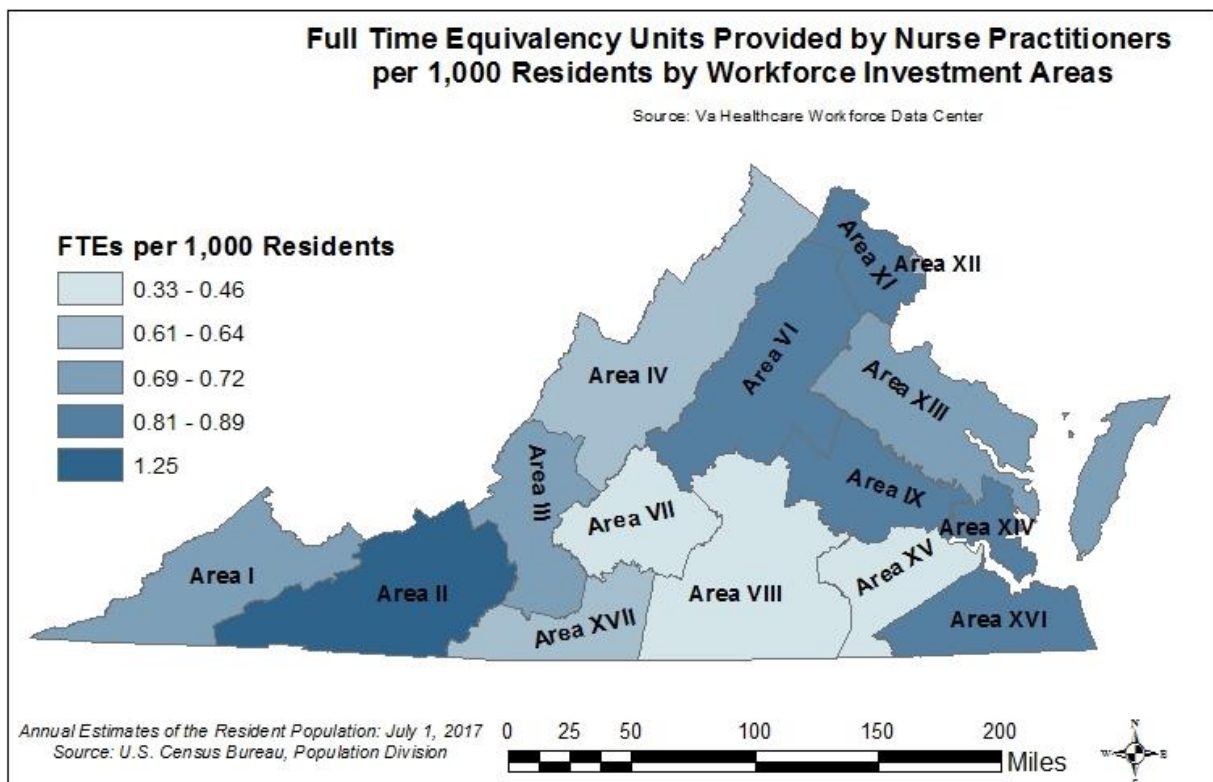 Full Time Equivalency Units Provided by Nurse Practitioners
per 1,000 Residents by Workforce Investment Areas
Source: Va Healthcare Workforce Data Center
FTEs per 1,000 Residents
0.33 - 0.46
0.61 - 0.64
0.69 - 0.72
0.81 - 0.89
1.25
Area XI
Area XII
Area VI
Area IV
Area XIII
Area III
Area IX
Area VII
Area XIV
Area XV
Area I
Area II
Area VIII
Area XVII
Area XVI
Annual Estimates of the Resident Population: July 1, 2017
Source: U.S. Census Bureau, Population Division
0 25 50 100 150 200
Miles
N
W E
S